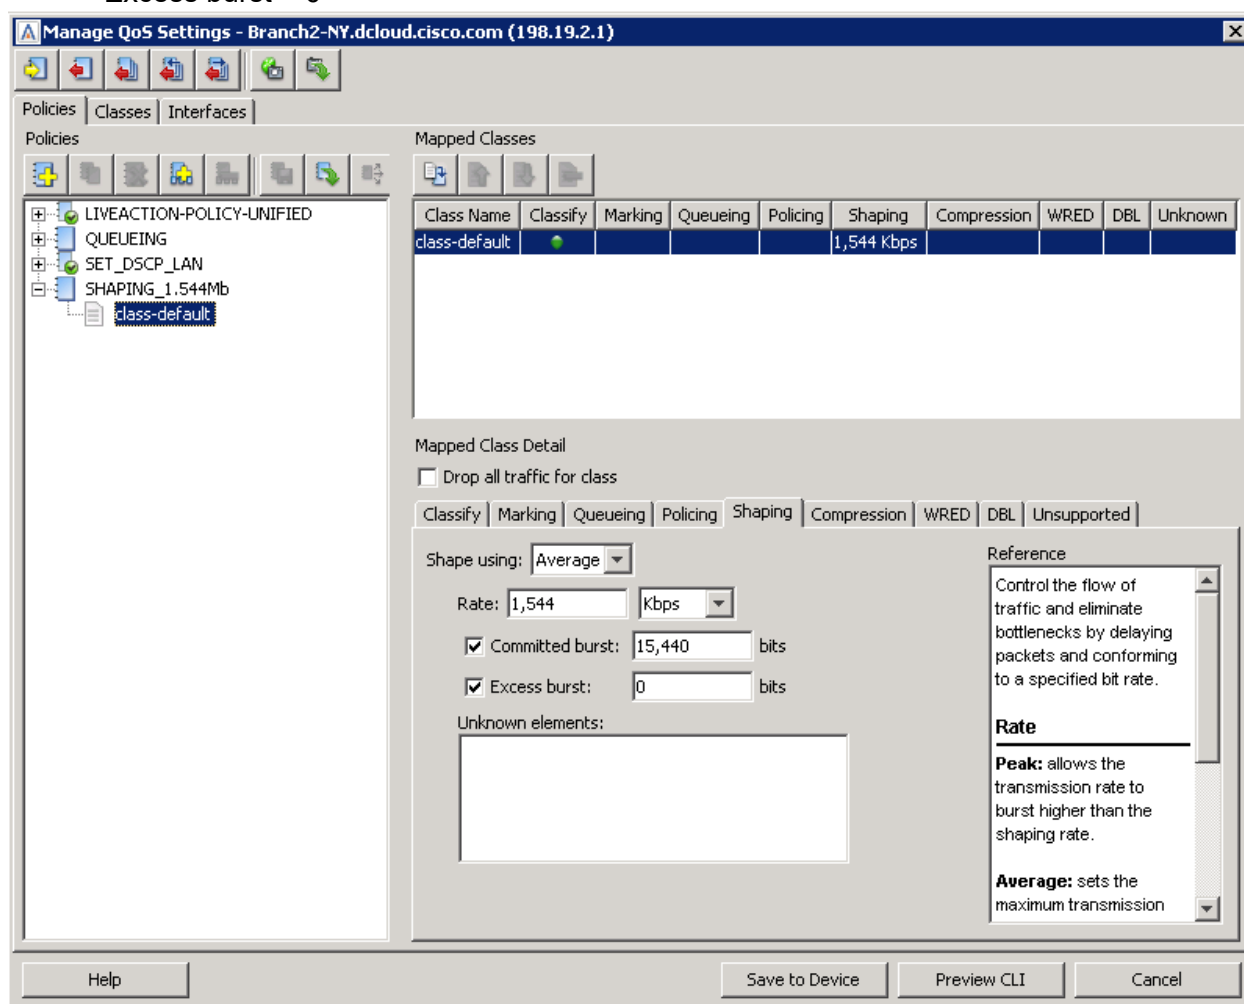 Excess burst = 0
Manage QoS Settings - Branch2-NY.dcloud.cisco.com (198.19.2.1)
Policies Classes Interfaces
Policies
Mapped Classes
LIVEACTION-POLICY-UNIFIED
QUEUEING
SET_DSCP_LAN
SHAPING_1.544Mb
class-default
Class Name Classify Marking Queueing Policing Shaping Compression WRED DBL Unknown
class-default 1,544 Kbps
Mapped Class Detail
Drop all traffic for class
Classify Marking Queueing Policing Shaping Compression WRED DBL Unsupported
Shape using: Average
Rate: 1,544 Kbps
Committed burst: 15,440 bits
Excess burst: 0 bits
Unknown elements:
Reference
Control the flow of
traffic and eliminate
bottlenecks by delaying
packets and conforming
to a specified bit rate.
Rate
Peak: allows the
transmission rate to
burst higher than the
shaping rate.
Average: sets the
maximum transmission
Help Save to Device Preview CLI Cancel